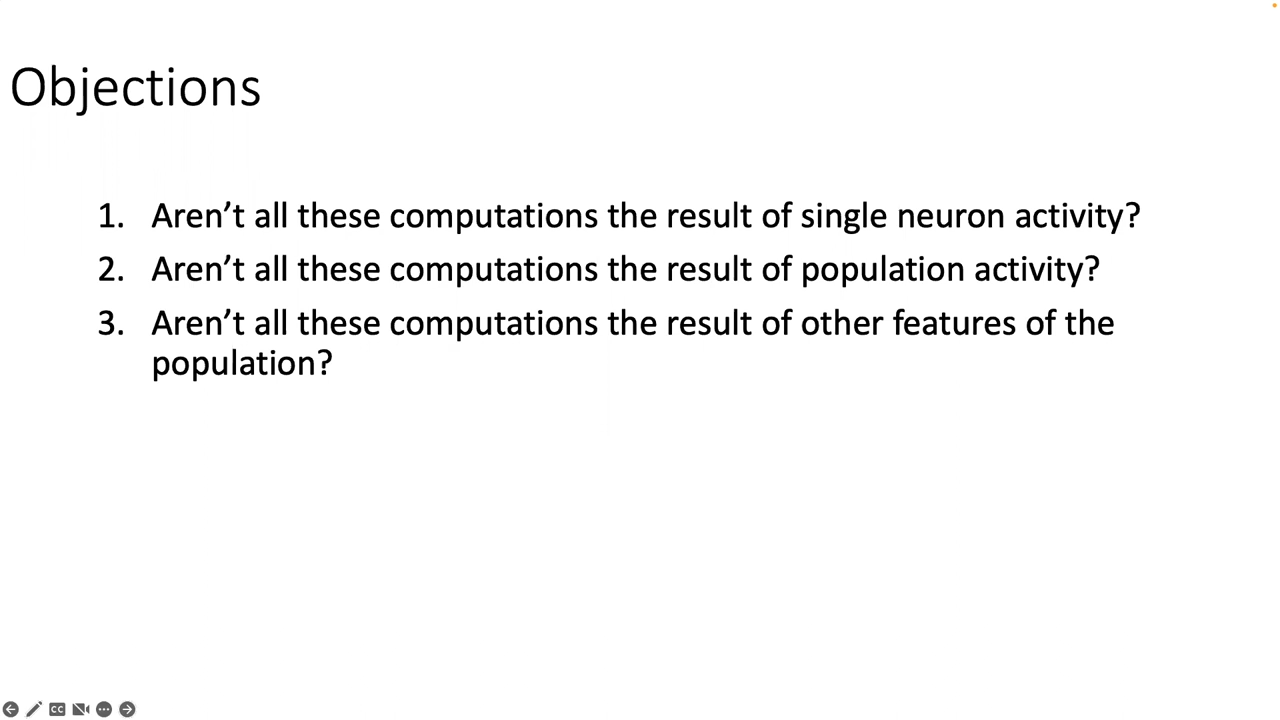 Objections
1. Aren’t all these computations the result of single neuron activity?
2. Aren’t all these computations the result of population activity?
3. Aren’t all these computations the result of other features of the
population?
CC